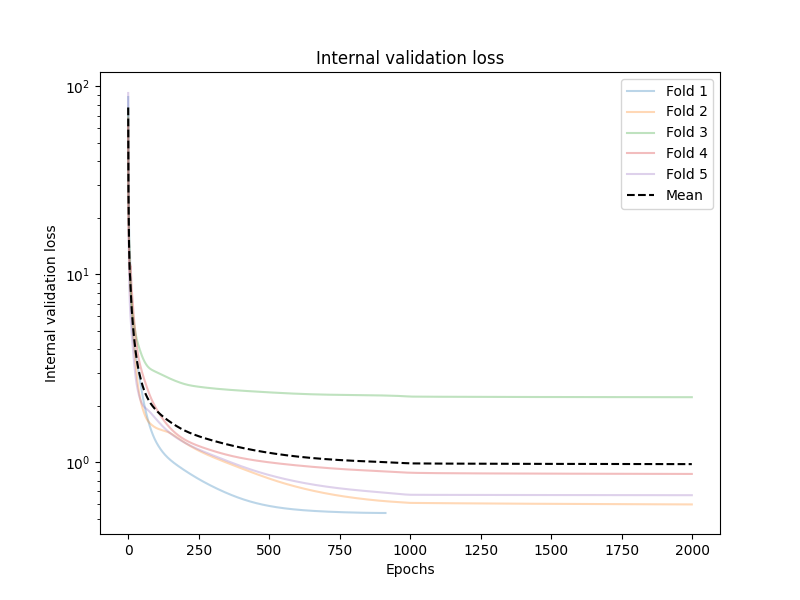 Internal validation loss
10²
10¹
10⁰
Internal validation loss
Fold 1
Fold 2
Fold 3
Fold 4
Fold 5
Mean
0 250 500 750 1000 1250 1500 1750 2000
Epochs